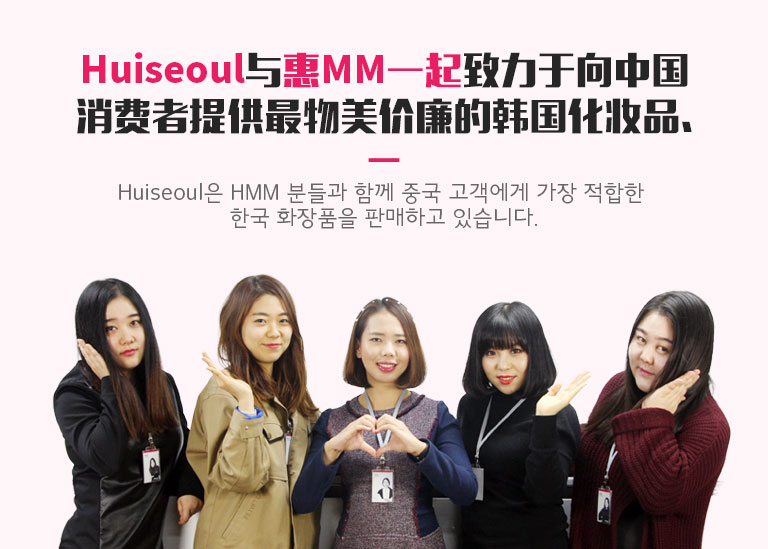 Huiseoul与惠MM一起致力于向中国
消费者提供最物美价廉的韩国化妆品、
Huiseoul은 HMM 분들과 함께 중국 고객에게 가장 적합한
한국 화장품을 판매하고 있습니다.